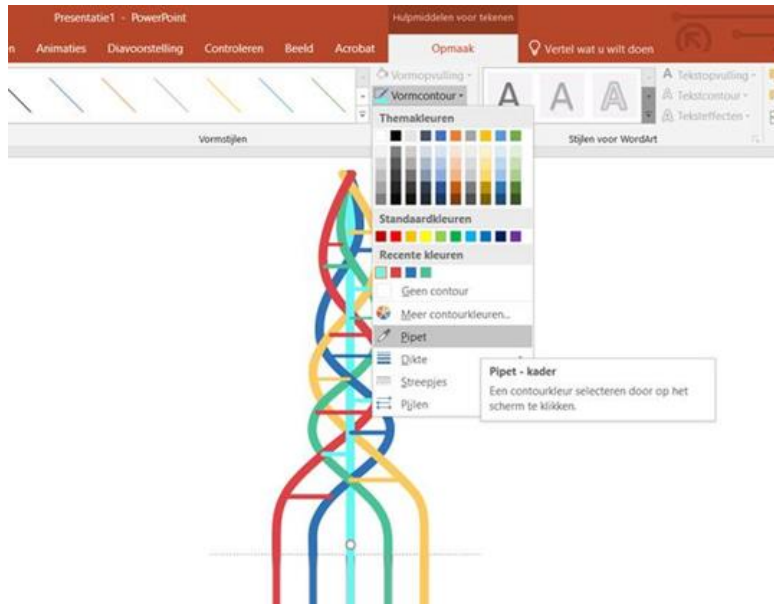 Presentatie1 - PowerPoint
Hulpmiddelen voor tekenen
n Animaties Diavoorstelling Controleren Beeld Acrobat Opmaak Vertel wat u wilt doen
Vormopvulling
Vormcontour
A A A
A Tekstopvulling
A Tekstcontour
A Teksteffecten
Vormstijlen
Stijlen voor WordArt
Themakleuren
Standaardkleuren
Recente kleuren
Geen contour
Meer contourkleuren...
Pipet
Dikte
Streepjes
Pijlen
Pipet - kader
Een contourkleur selecteren door op het
scherm te klikken.